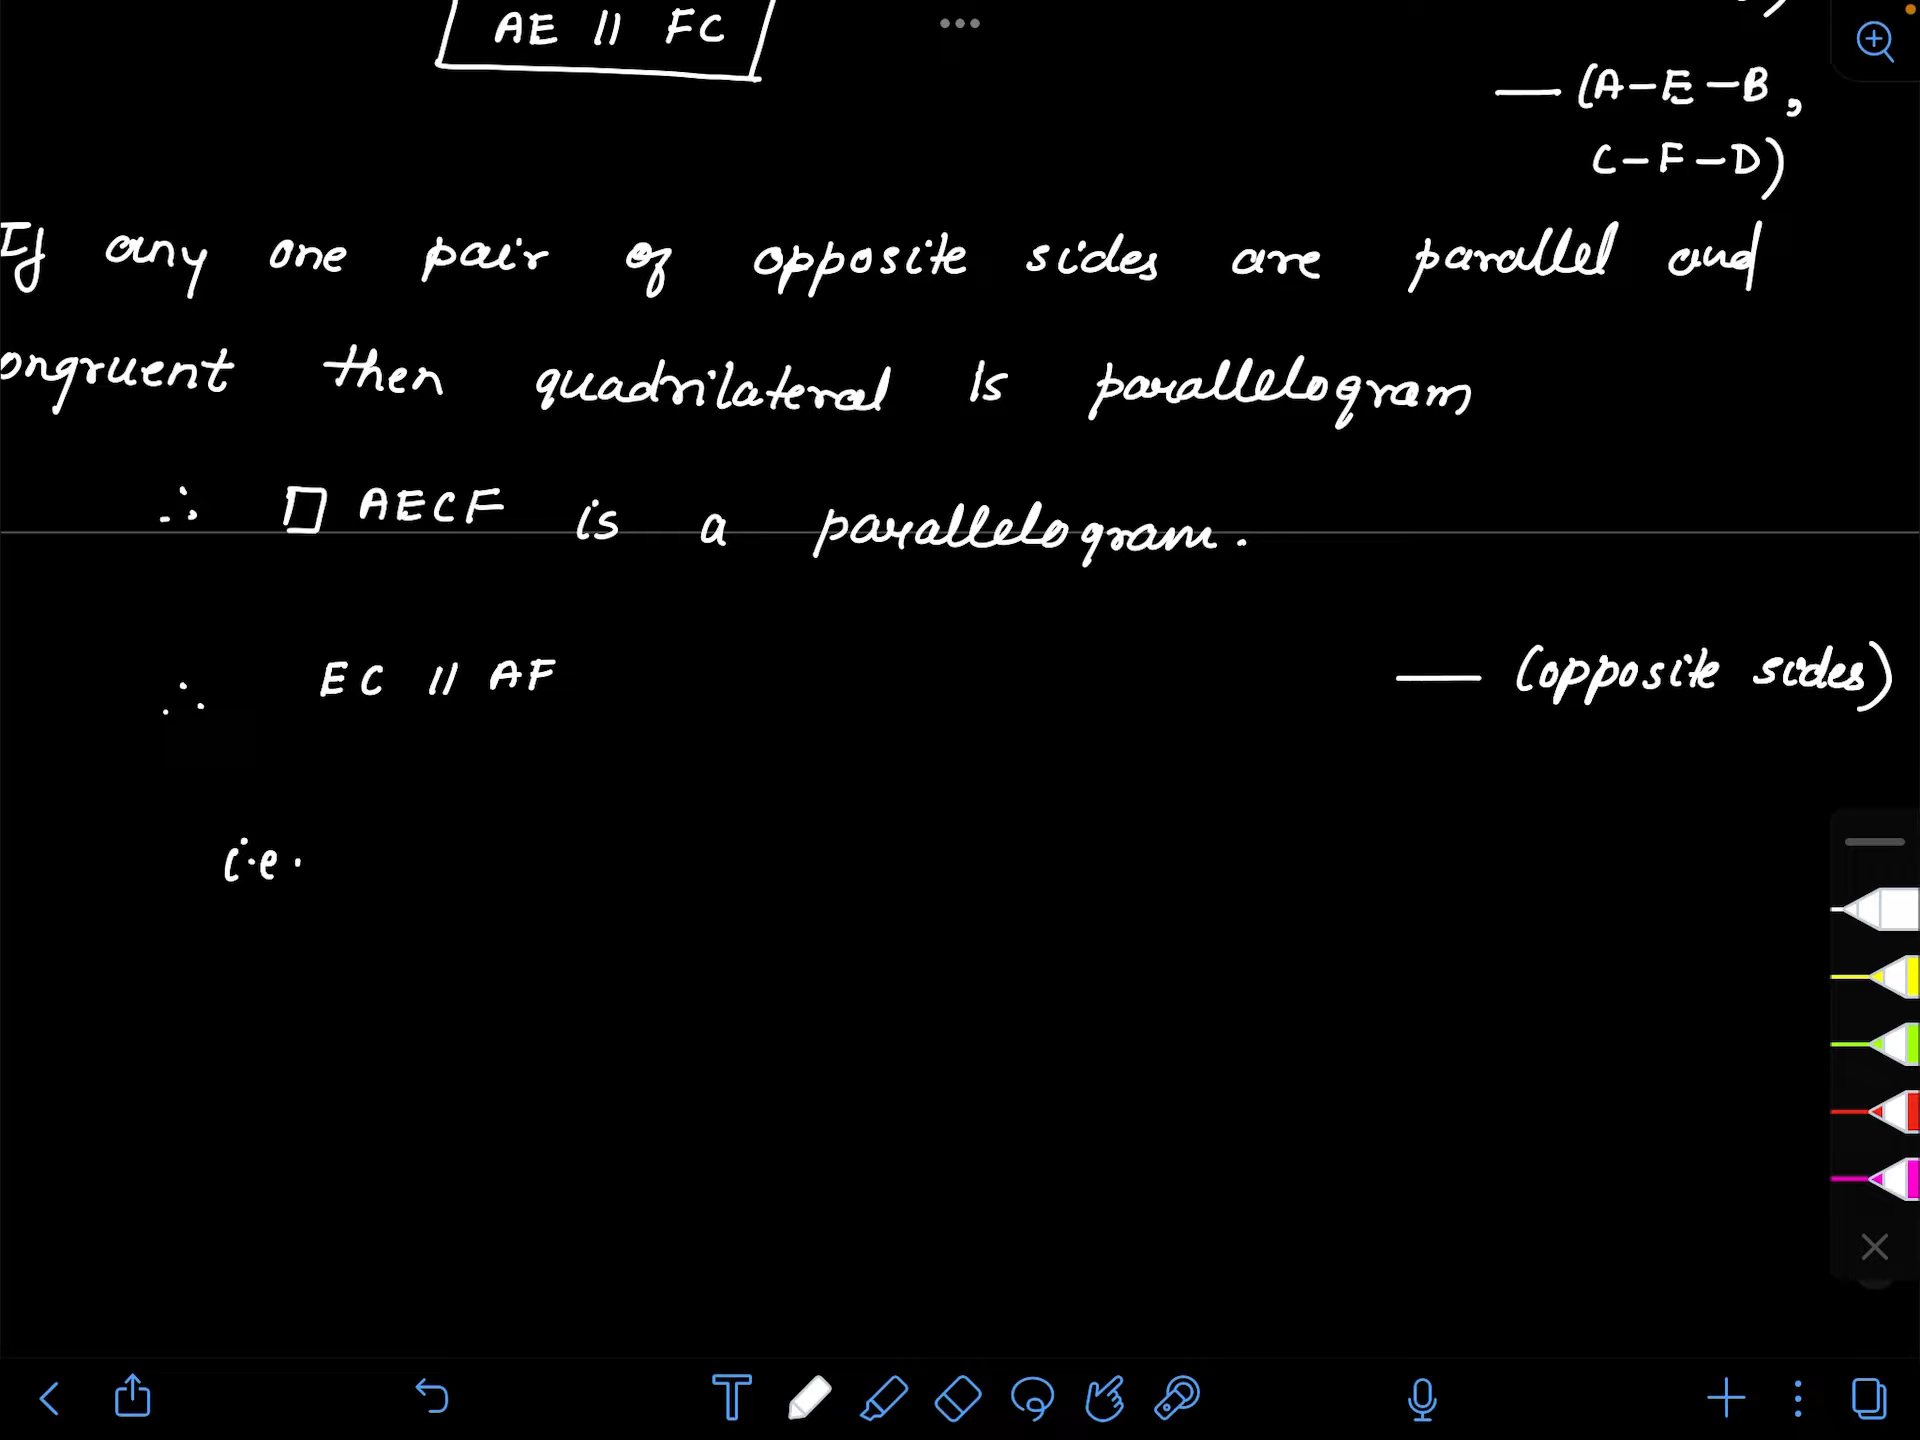 AE || FC
— (A-E-B,
C-F-D)
If any one pair of opposite sides are parallel and
ongruent then quadrilateral is parallelogram
∴ □ AECF is a parallelogram.
∴ EC || AF — (opposite sides)
i.e.